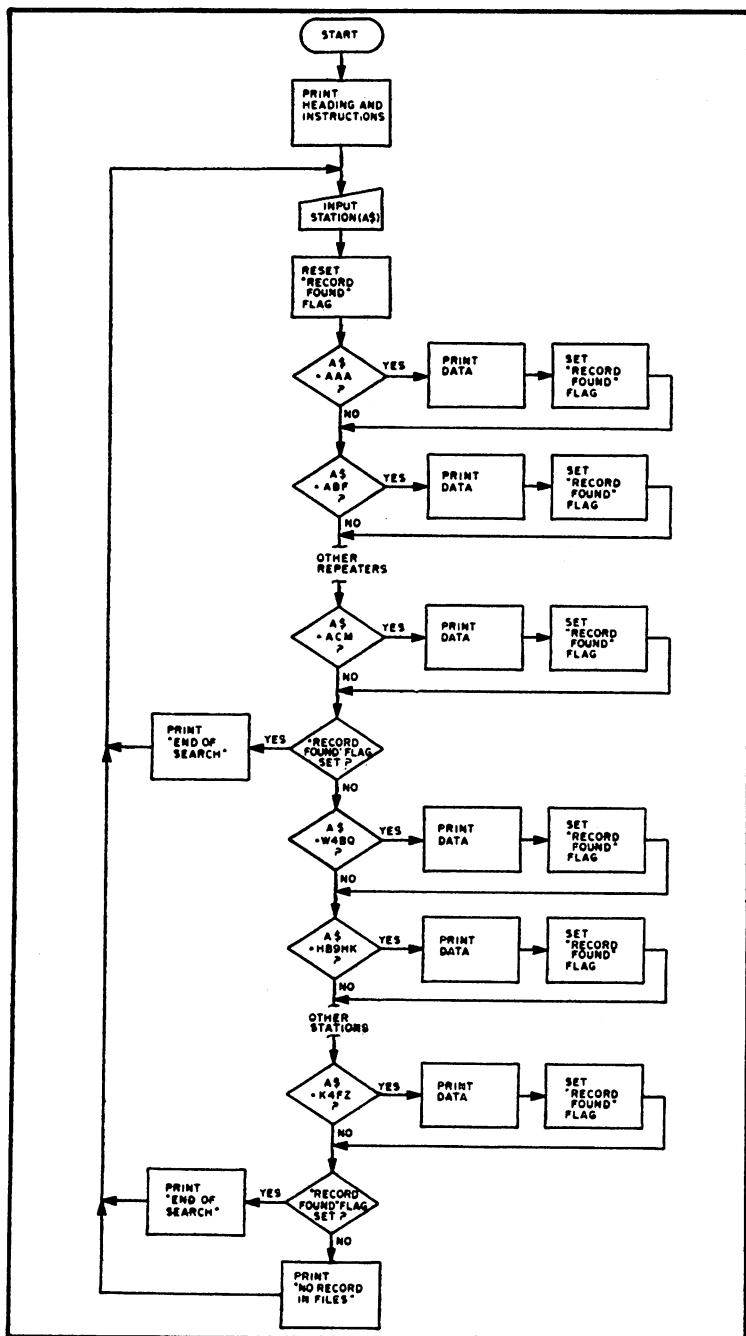 START
PRINT
HEADING AND
INSTRUCTIONS
INPUT
STATION(A$)
RESET
"RECORD
FOUND"
FLAG
A$
=AAA
?
YES
PRINT
DATA
SET
"RECORD
FOUND"
FLAG
NO
A$
=ABF
?
YES
PRINT
DATA
SET
"RECORD
FOUND"
FLAG
NO
OTHER
REPEATERS
A$
=ACM
?
YES
PRINT
DATA
SET
"RECORD
FOUND"
FLAG
NO
"RECORD
FOUND" FLAG
SET ?
YES
PRINT
"END OF
SEARCH"
NO
A$
=W4BQ
?
YES
PRINT
DATA
SET
"RECORD
FOUND"
FLAG
NO
A$
=HB9HK
?
YES
PRINT
DATA
SET
"RECORD
FOUND"
FLAG
NO
OTHER
STATIONS
A$
=K4FZ
?
YES
PRINT
DATA
SET
"RECORD
FOUND"
FLAG
NO
"RECORD
FOUND" FLAG
SET ?
YES
PRINT
"END OF
SEARCH"
NO
PRINT
"NO RECORD
IN FILES"